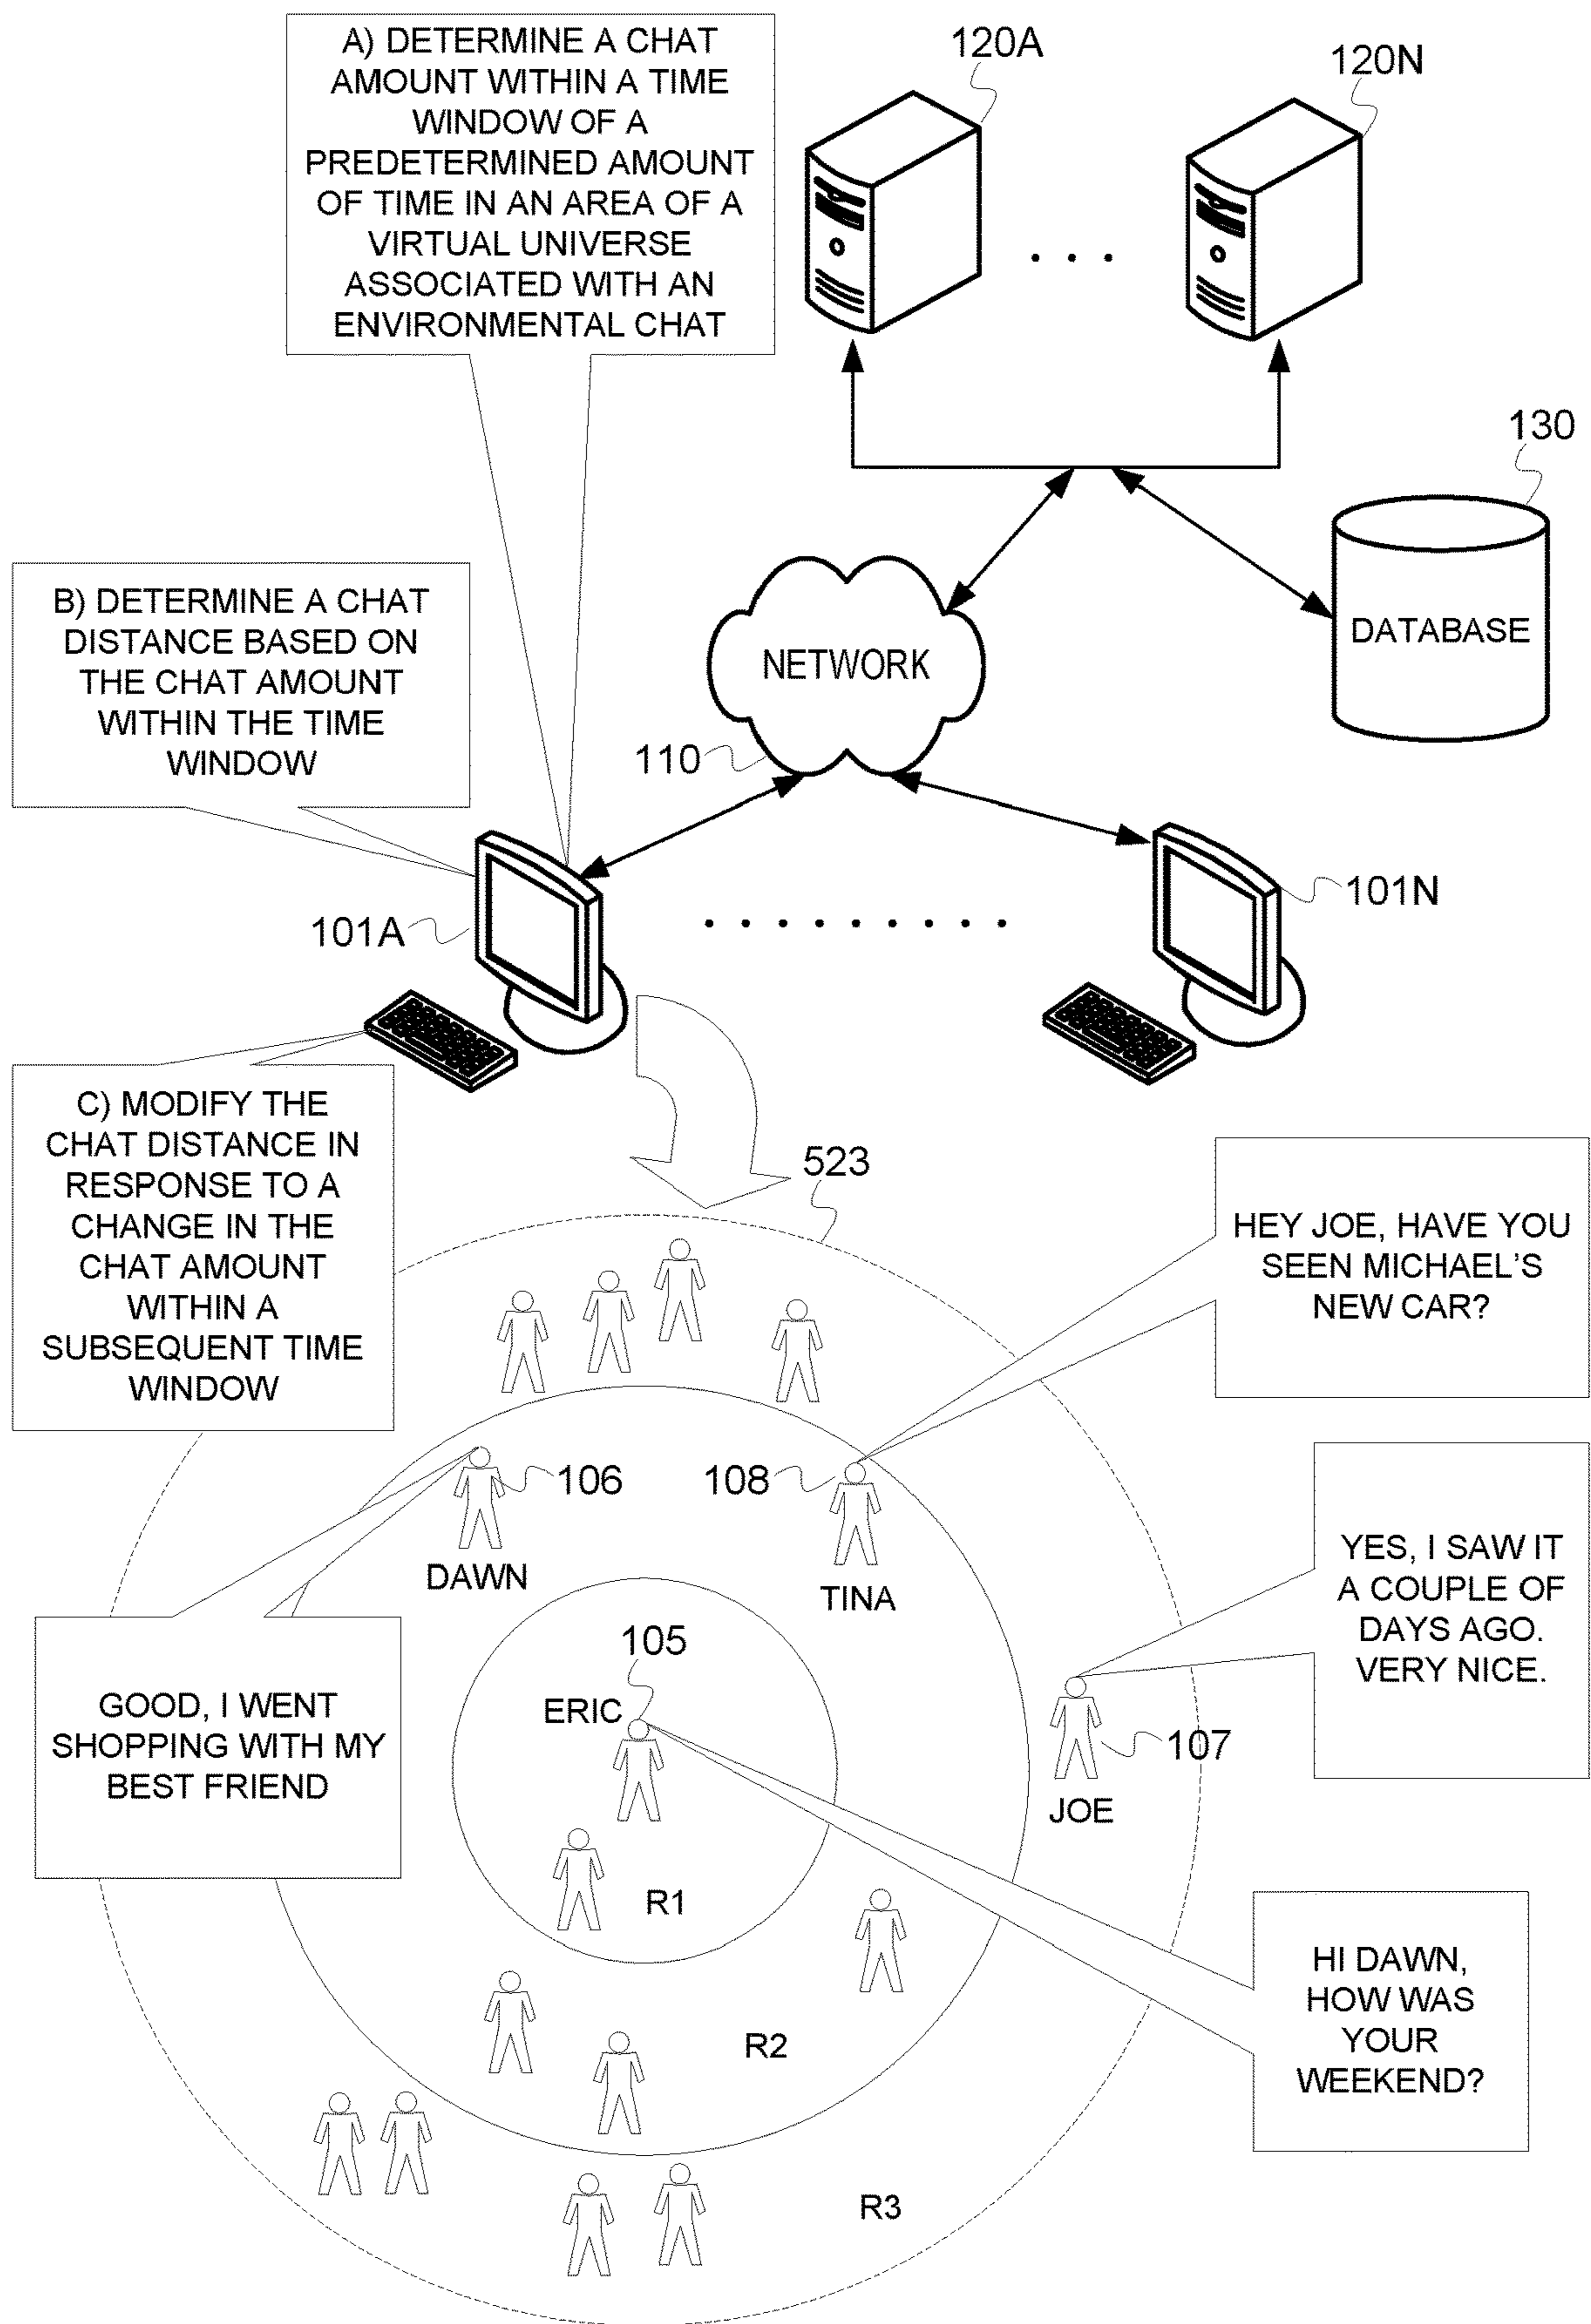 A) DETERMINE A CHAT
AMOUNT WITHIN A TIME
WINDOW OF A
PREDETERMINED AMOUNT
OF TIME IN AN AREA OF A
VIRTUAL UNIVERSE
ASSOCIATED WITH AN
ENVIRONMENTAL CHAT
120A
120N
130
DATABASE
B) DETERMINE A CHAT
DISTANCE BASED ON
THE CHAT AMOUNT
WITHIN THE TIME
WINDOW
NETWORK
110
101A
101N
C) MODIFY THE
CHAT DISTANCE IN
RESPONSE TO A
CHANGE IN THE
CHAT AMOUNT
WITHIN A
SUBSEQUENT TIME
WINDOW
523
HEY JOE, HAVE YOU
SEEN MICHAEL'S
NEW CAR?
106
108
DAWN
TINA
YES, I SAW IT
A COUPLE OF
DAYS AGO.
VERY NICE.
105
ERIC
GOOD, I WENT
SHOPPING WITH MY
BEST FRIEND
107
JOE
R1
HI DAWN,
HOW WAS
YOUR
WEEKEND?
R2
R3